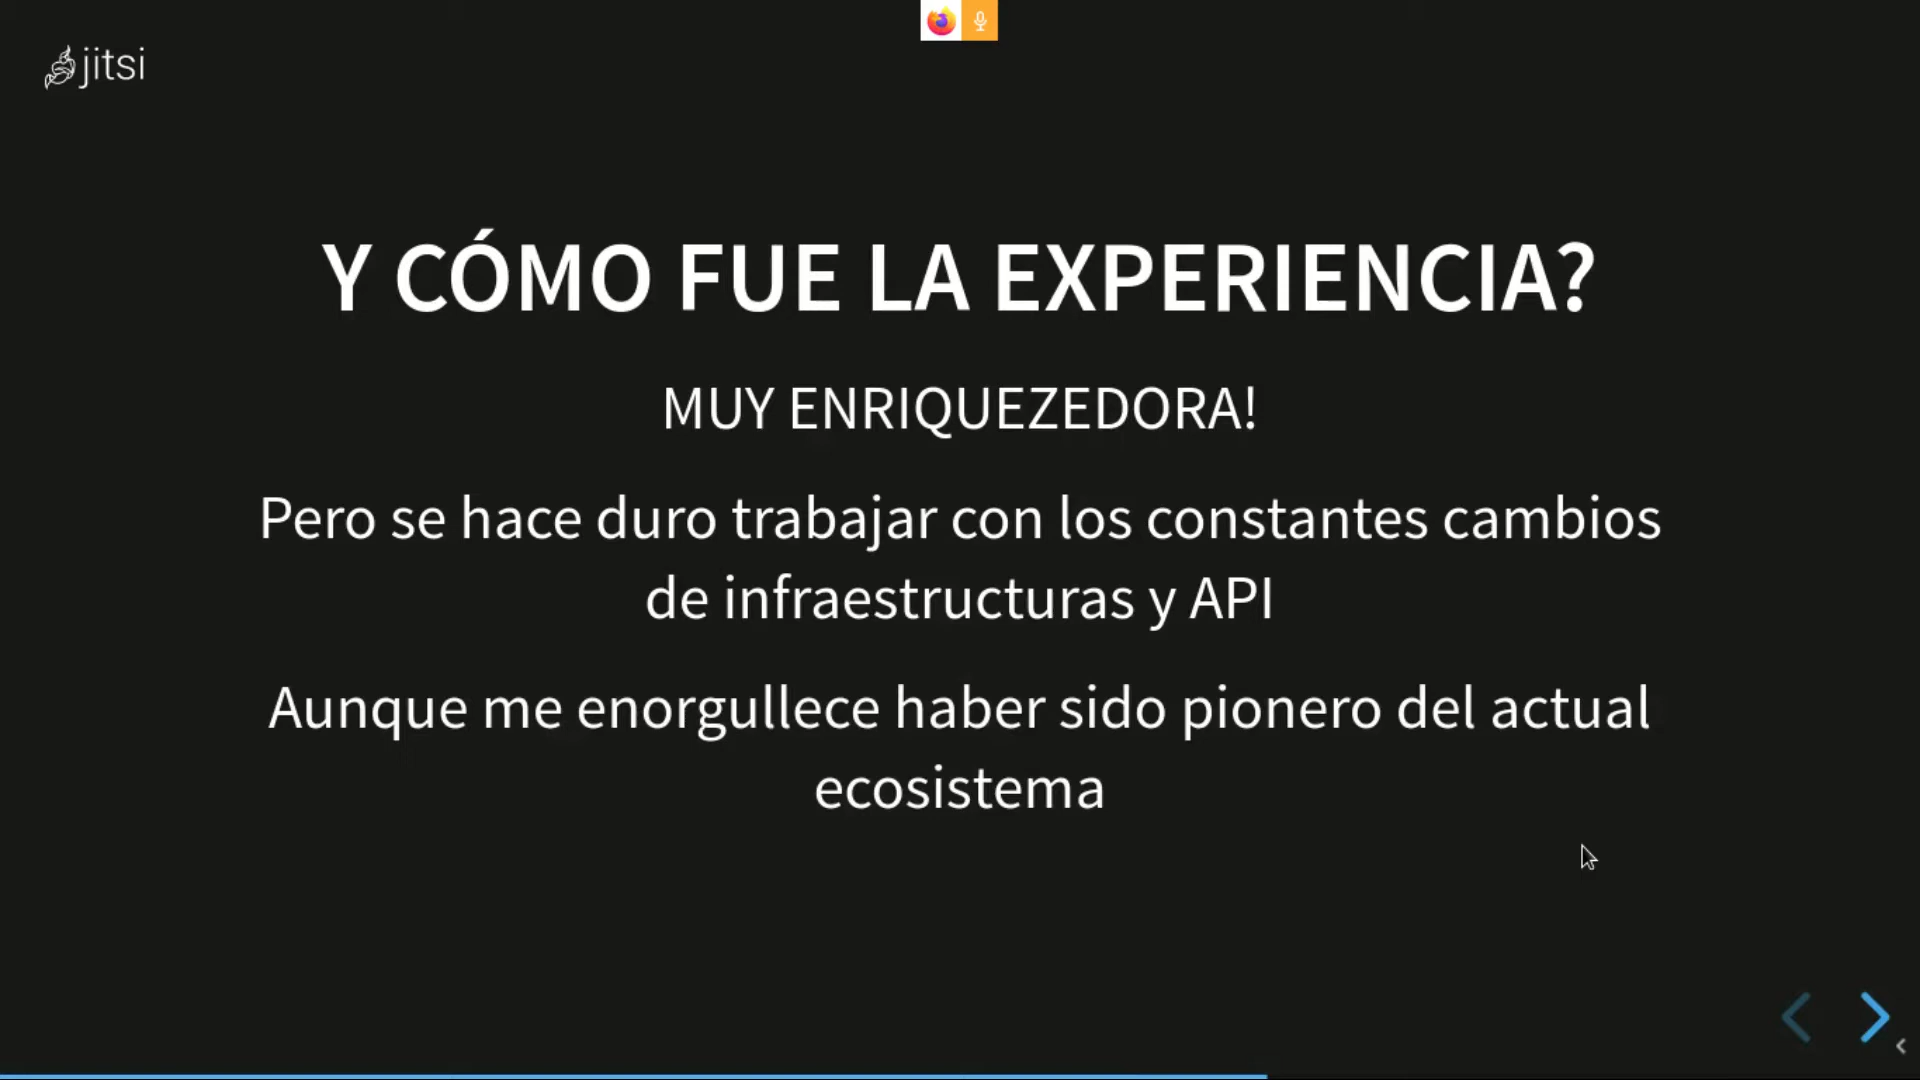 jitsi
Y CÓMO FUE LA EXPERIENCIA?
MUY ENRIQUEZEDORA!
Pero se hace duro trabajar con los constantes cambios
de infraestructuras y API
Aunque me enorgullece haber sido pionero del actual
ecosistema